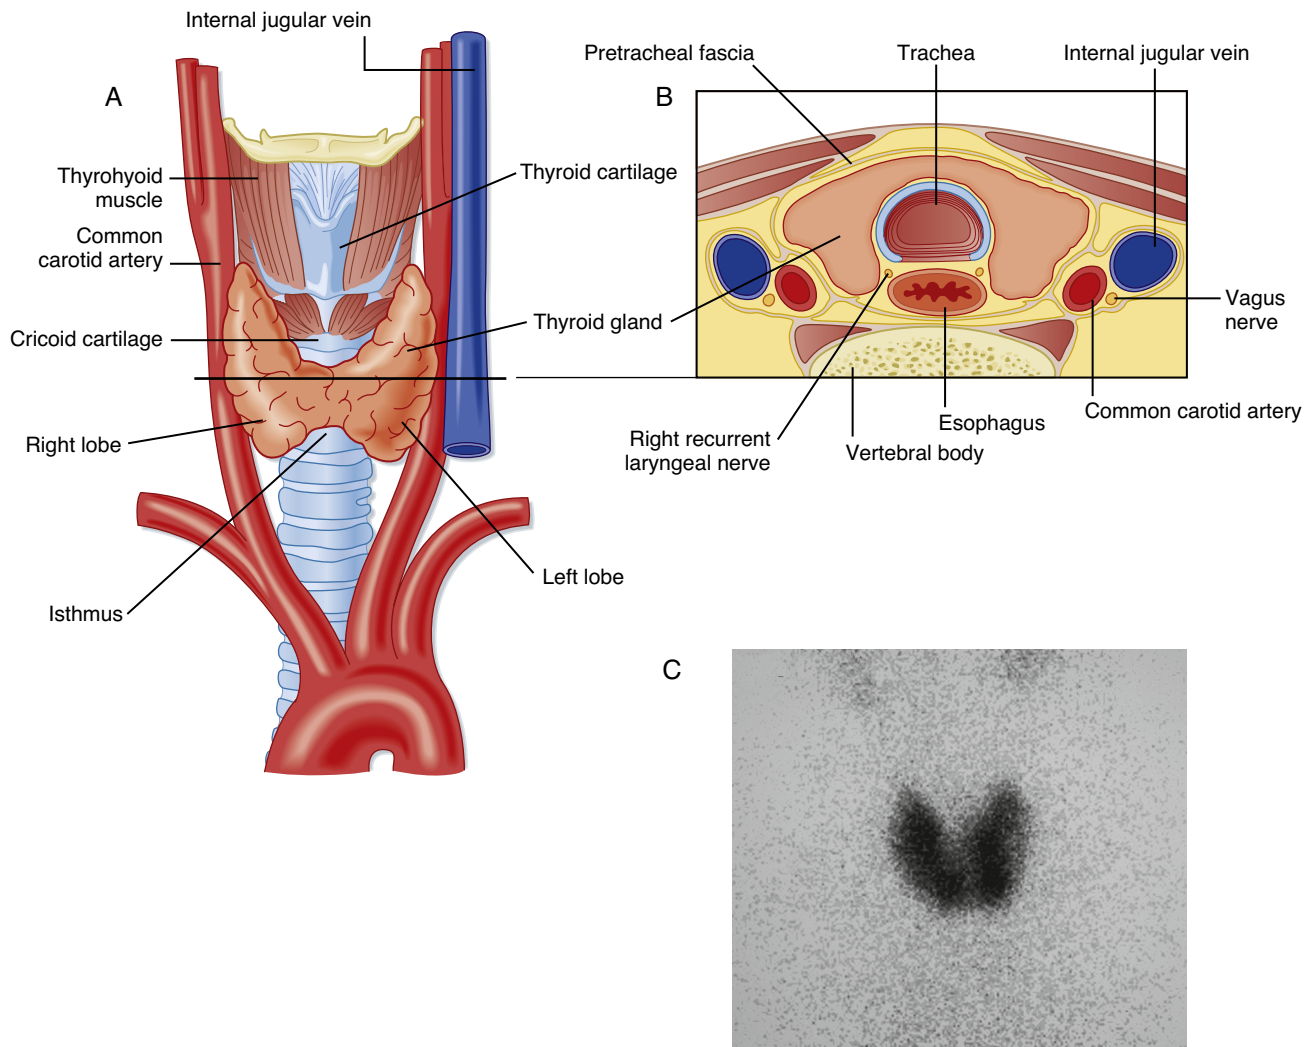 Internal jugular vein
A
Thyrohyoid
muscle
Common
carotid artery
Cricoid cartilage
Right lobe
Isthmus
Thyroid cartilage
Thyroid gland
Left lobe
B
Pretracheal fascia
Trachea
Internal jugular vein
Vagus
nerve
Common carotid artery
Esophagus
Vertebral body
Right recurrent
laryngeal nerve
C